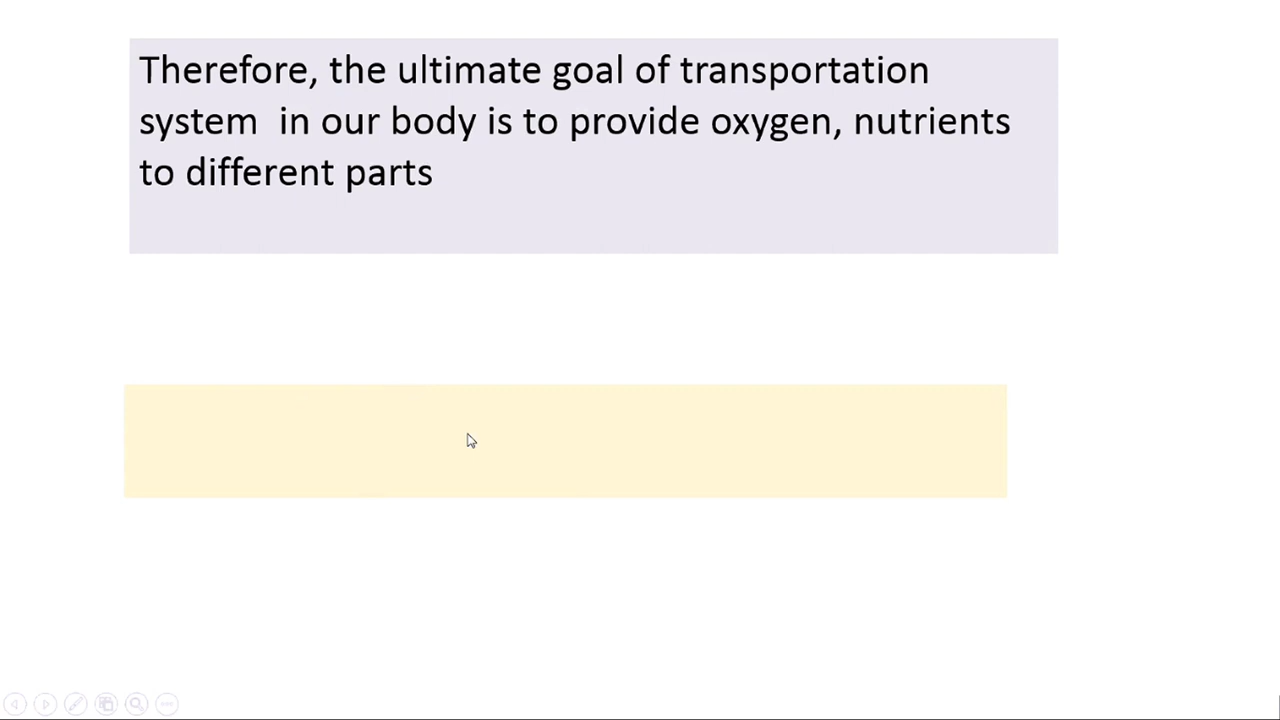 Therefore, the ultimate goal of transportation
system  in our body is to provide oxygen, nutrients
to different parts